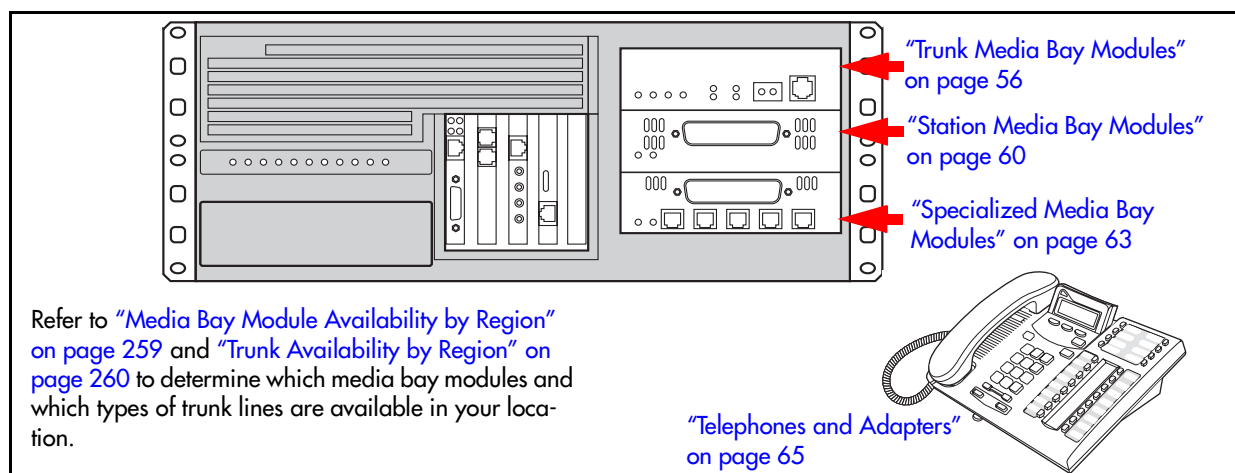 “Trunk Media Bay Modules”
on page 56
“Station Media Bay Modules”
on page 60
“Specialized Media Bay
Modules” on page 63
Refer to “Media Bay Module Availability by Region”
on page 259 and “Trunk Availability by Region” on
page 260 to determine which media bay modules and
which types of trunk lines are available in your loca-
tion.
“Telephones and Adapters”
on page 65